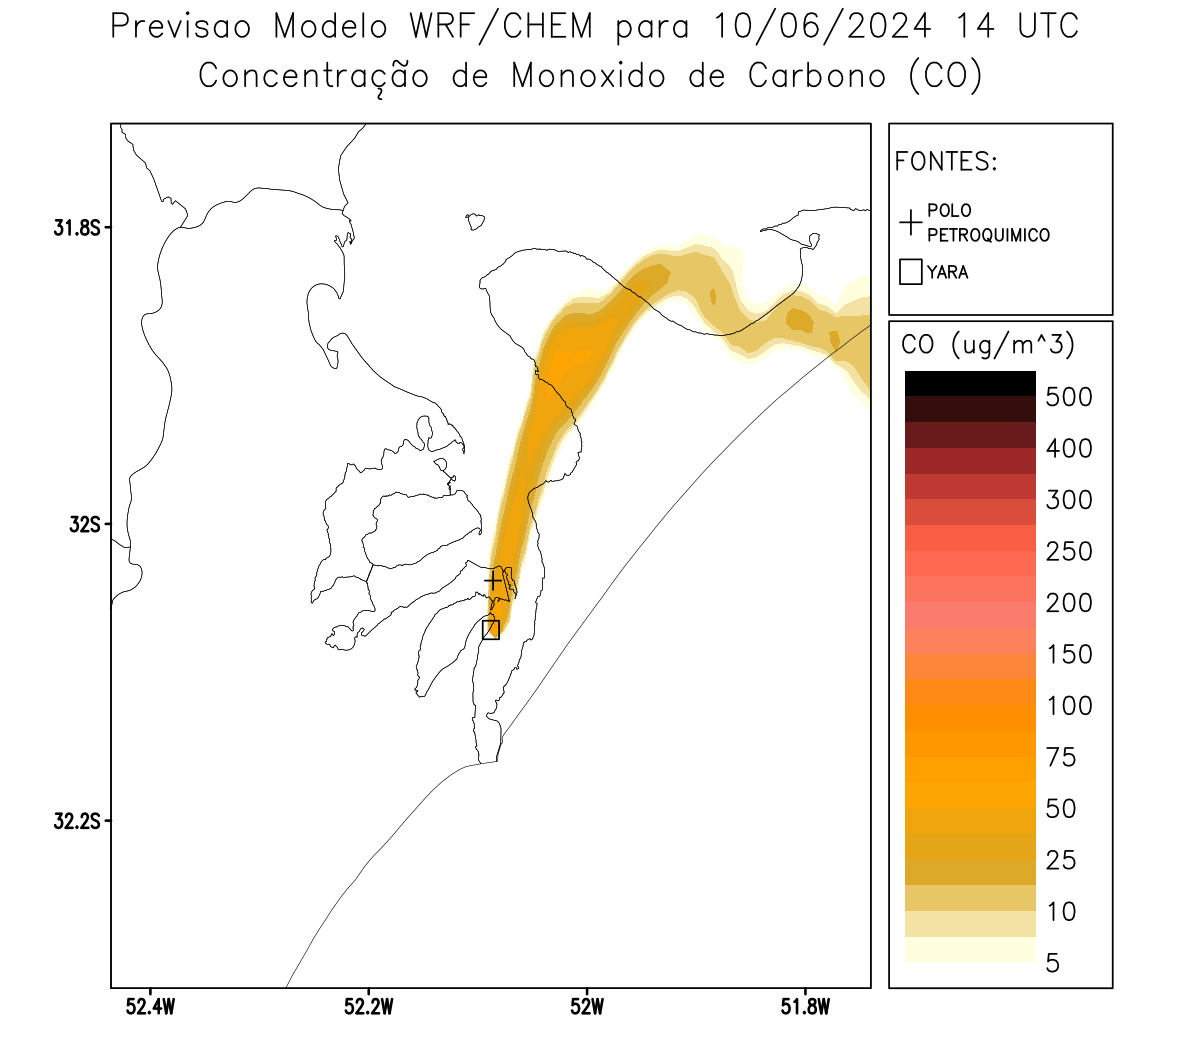 Previsao Modelo WRF/CHEM para 10/06/2024 14 UTC
Concentração de Monoxido de Carbono (CO)
FONTES:
POLO
PETROQUIMICO
YARA
31.8S
32S
32.2S
52.4W
52.2W
52W
51.8W
CO (ug/m^3)
500
400
300
250
200
150
100
75
50
25
10
5